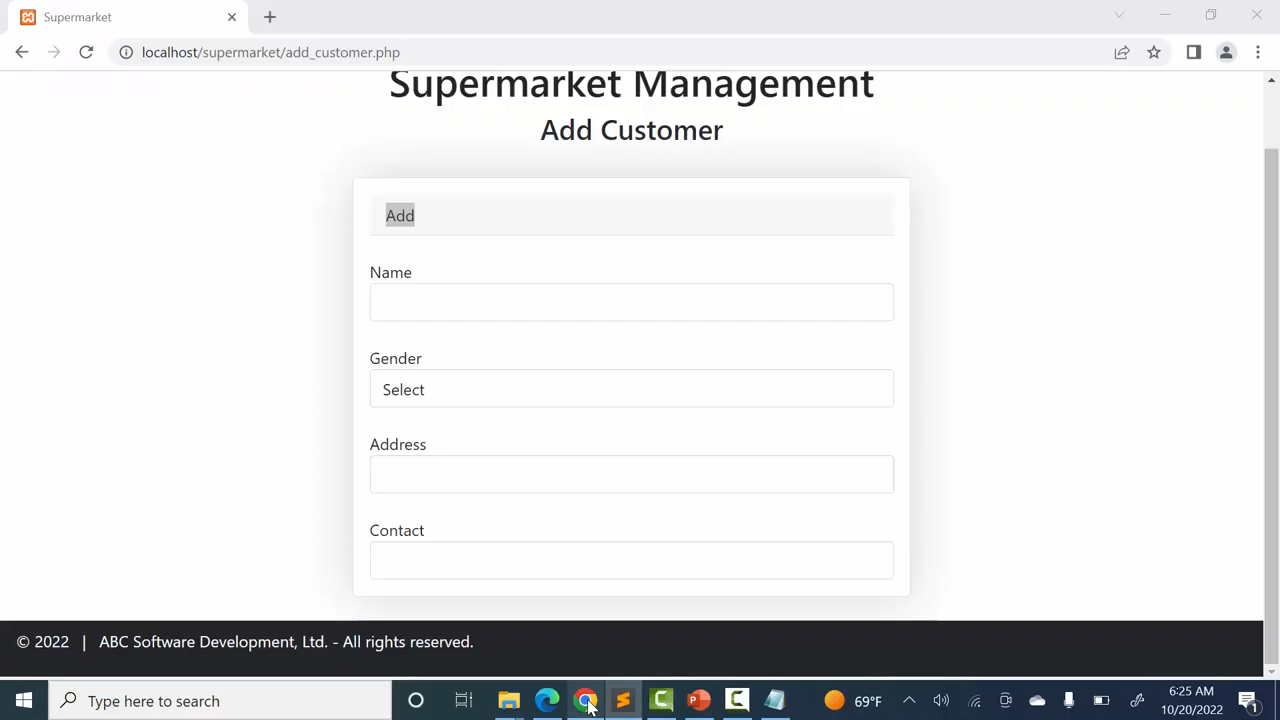 Supermarket
localhost/supermarket/add_customer.php
Supermarket Management
Add Customer
Add
Name
Gender
Select
Address
Contact
© 2022 | ABC Software Development, Ltd. - All rights reserved.
Type here to search
69°F
6:25 AM
10/20/2022
1